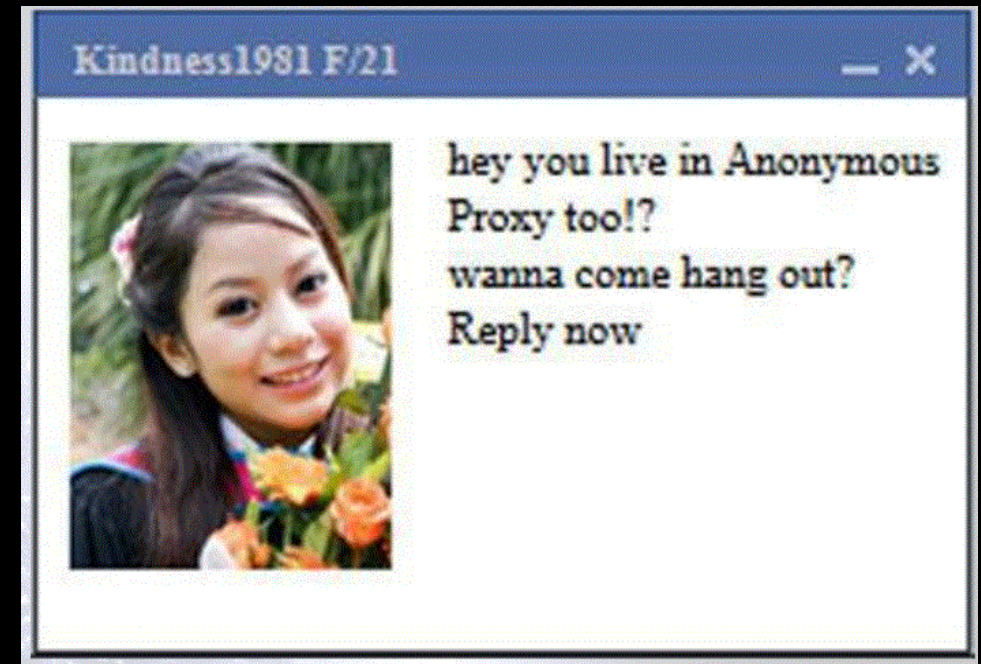 Kindness1981 F/21
hey you live in Anonymous
Proxy too!?
wanna come hang out?
Reply now